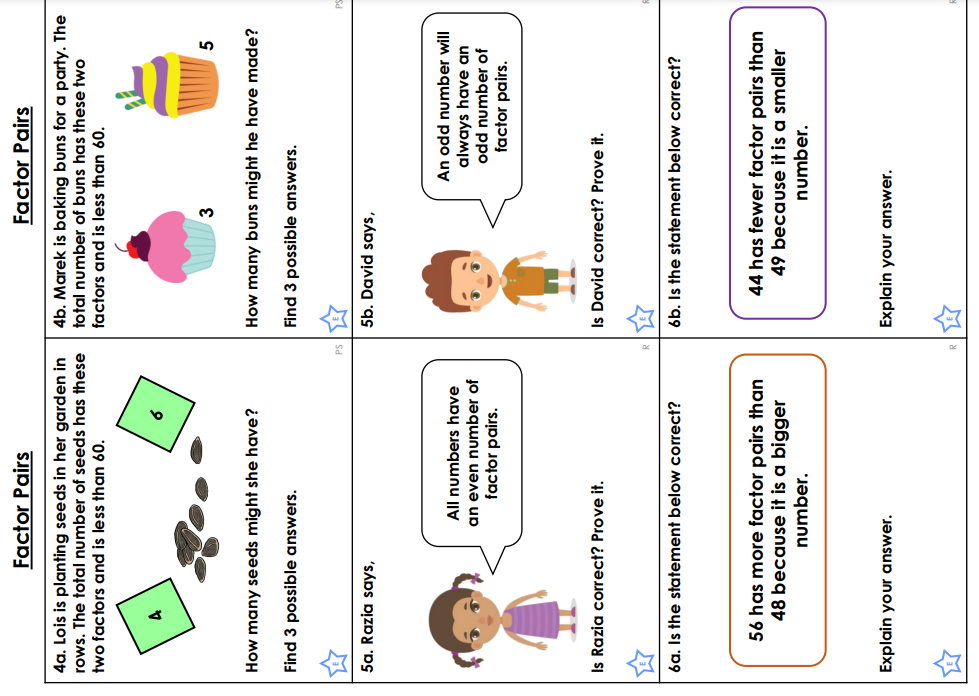 Factor Pairs
Factor Pairs
4a. Lois is planting seeds in her garden in
rows. The total number of seeds has these
two factors and is less than 60.
4
6
How many seeds might she have?
Find 3 possible answers.
E
PS
4b. Marek is baking buns for a party. The
total number of buns has these two
factors and is less than 60.
3
5
How many buns might he have made?
Find 3 possible answers.
E
PS
5a. Razia says,
All numbers have
an even number of
factor pairs.
Is Razia correct? Prove it.
E
R
5b. David says,
An odd number will
always have an
odd number of
factor pairs.
Is David correct? Prove it.
E
R
6a. Is the statement below correct?
56 has more factor pairs than
48 because it is a bigger
number.
Explain your answer.
E
R
6b. Is the statement below correct?
44 has fewer factor pairs than
49 because it is a smaller
number.
Explain your answer.
E
R